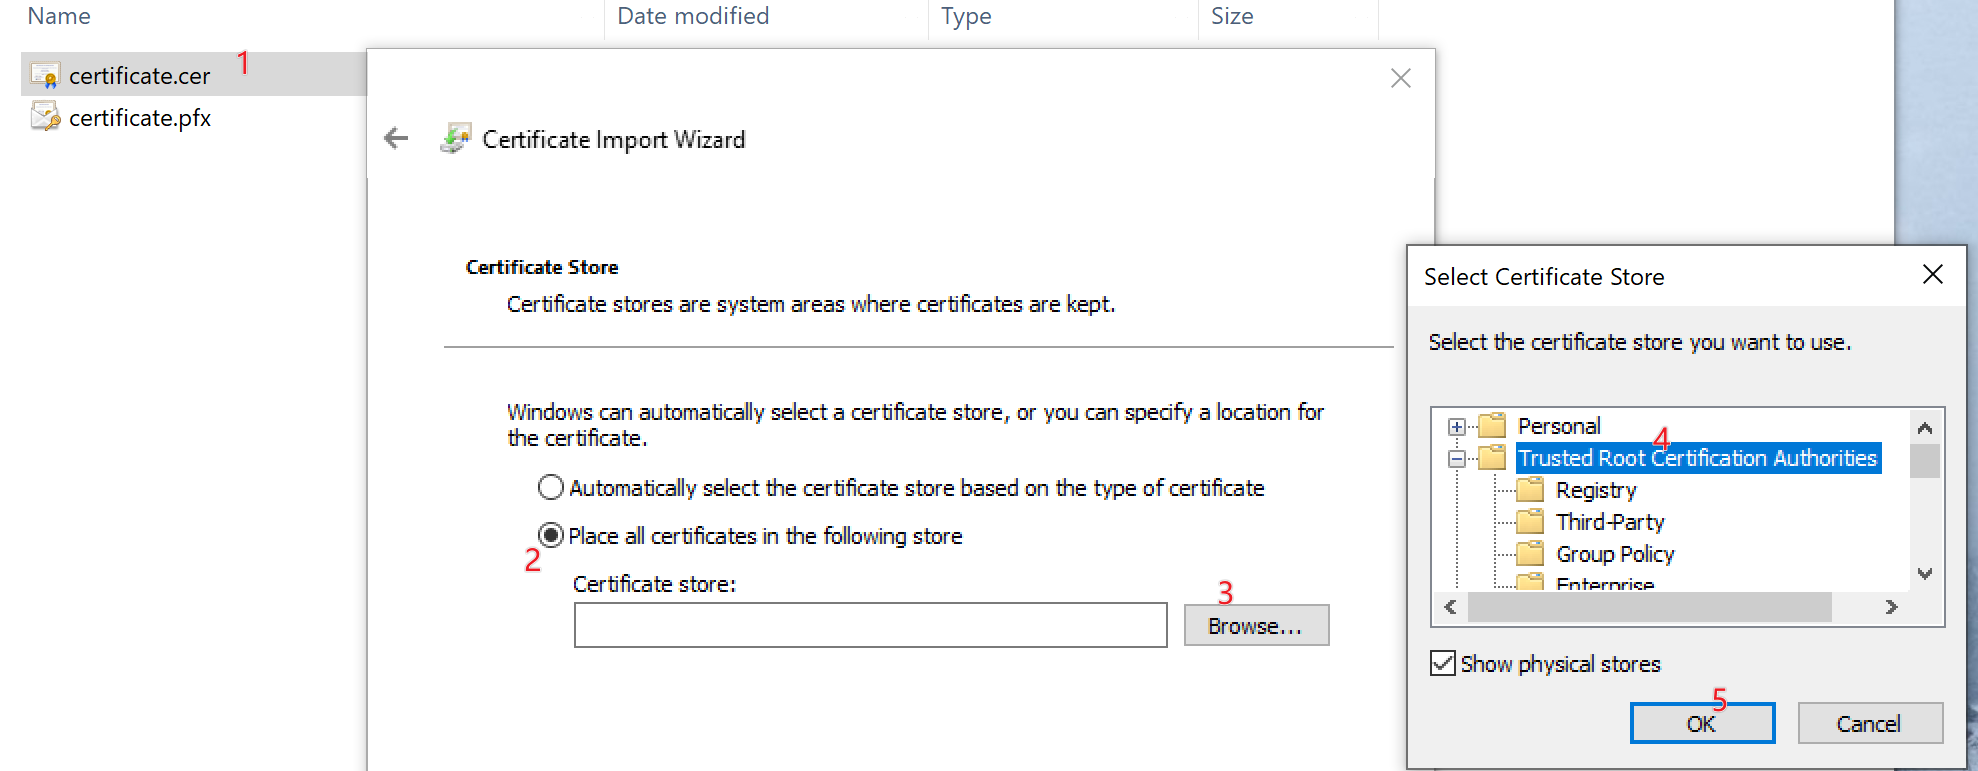 Name Date modified Type Size
certificate.cer 1
certificate.pfx
Certificate Import Wizard
Certificate Store
Certificate stores are system areas where certificates are kept.
Windows can automatically select a certificate store, or you can specify a location for
the certificate.
Automatically select the certificate store based on the type of certificate
Place all certificates in the following store
2
Certificate store:
3
Browse...
Select Certificate Store
Select the certificate store you want to use.
Personal
4
Trusted Root Certification Authorities
Registry
Third-Party
Group Policy
Enterprise
Show physical stores
5
OK Cancel